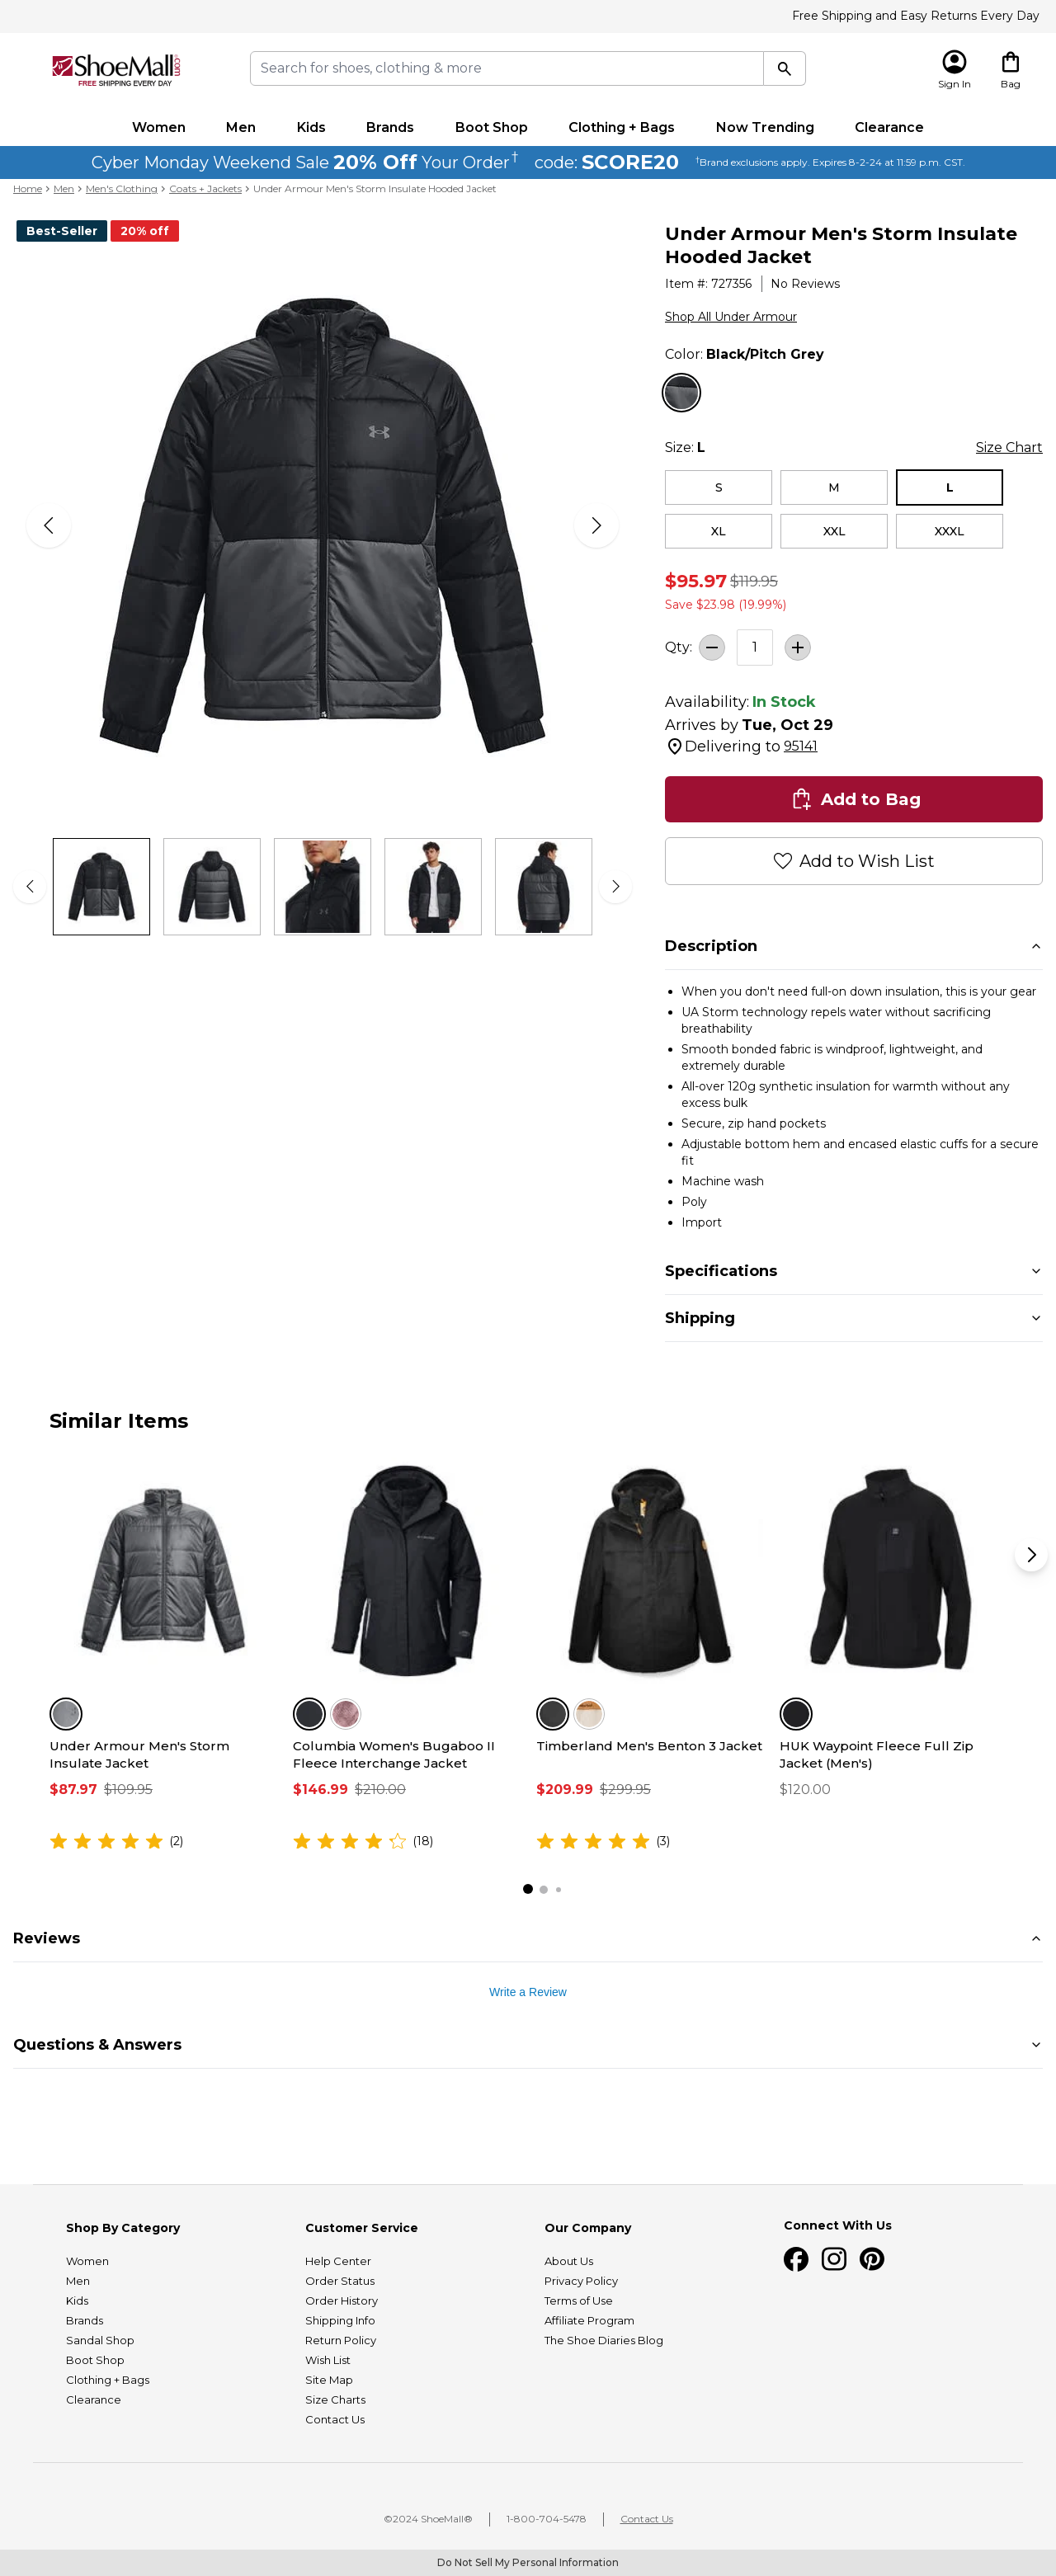 Free Shipping and Easy Returns Every Day
ShoeMall.com
FREE SHIPPING EVERY DAY
Search for shoes, clothing & more
Sign In
Bag
Women
Men
Kids
Brands
Boot Shop
Clothing + Bags
Now Trending
Clearance
Cyber Monday Weekend Sale 20% Off Your Order† code: SCORE20 †Brand exclusions apply. Expires 8-2-24 at 11:59 p.m. CST.
Home > Men > Men's Clothing > Coats + Jackets > Under Armour Men's Storm Insulate Hooded Jacket
Best-Seller
20% off
Under Armour Men's Storm Insulate
Hooded Jacket
Item #: 727356 | No Reviews
Shop All Under Armour
Color: Black/Pitch Grey
Size: L
Size Chart
S
M
L
XL
XXL
XXXL
$95.97 $119.95
Save $23.98 (19.99%)
Qty: 1
Availability: In Stock
Arrives by Tue, Oct 29
Delivering to 95141
Add to Bag
Add to Wish List
Description
When you don't need full-on down insulation, this is your gear
UA Storm technology repels water without sacrificing
breathability
Smooth bonded fabric is windproof, lightweight, and
extremely durable
All-over 120g synthetic insulation for warmth without any
excess bulk
Secure, zip hand pockets
Adjustable bottom hem and encased elastic cuffs for a secure
fit
Machine wash
Poly
Import
Specifications
Shipping
Similar Items
Under Armour Men's Storm
Insulate Jacket
$87.97 $109.95
(2)
Columbia Women's Bugaboo II
Fleece Interchange Jacket
$146.99 $210.00
(18)
Timberland Men's Benton 3 Jacket
$209.99 $299.95
(3)
HUK Waypoint Fleece Full Zip
Jacket (Men's)
$120.00
Reviews
Write a Review
Questions & Answers
Shop By Category
Women
Men
Kids
Brands
Sandal Shop
Boot Shop
Clothing + Bags
Clearance
Customer Service
Help Center
Order Status
Order History
Shipping Info
Return Policy
Wish List
Site Map
Size Charts
Contact Us
Our Company
About Us
Privacy Policy
Terms of Use
Affiliate Program
The Shoe Diaries Blog
Connect With Us
©2024 ShoeMall® | 1-800-704-5478 | Contact Us
Do Not Sell My Personal Information